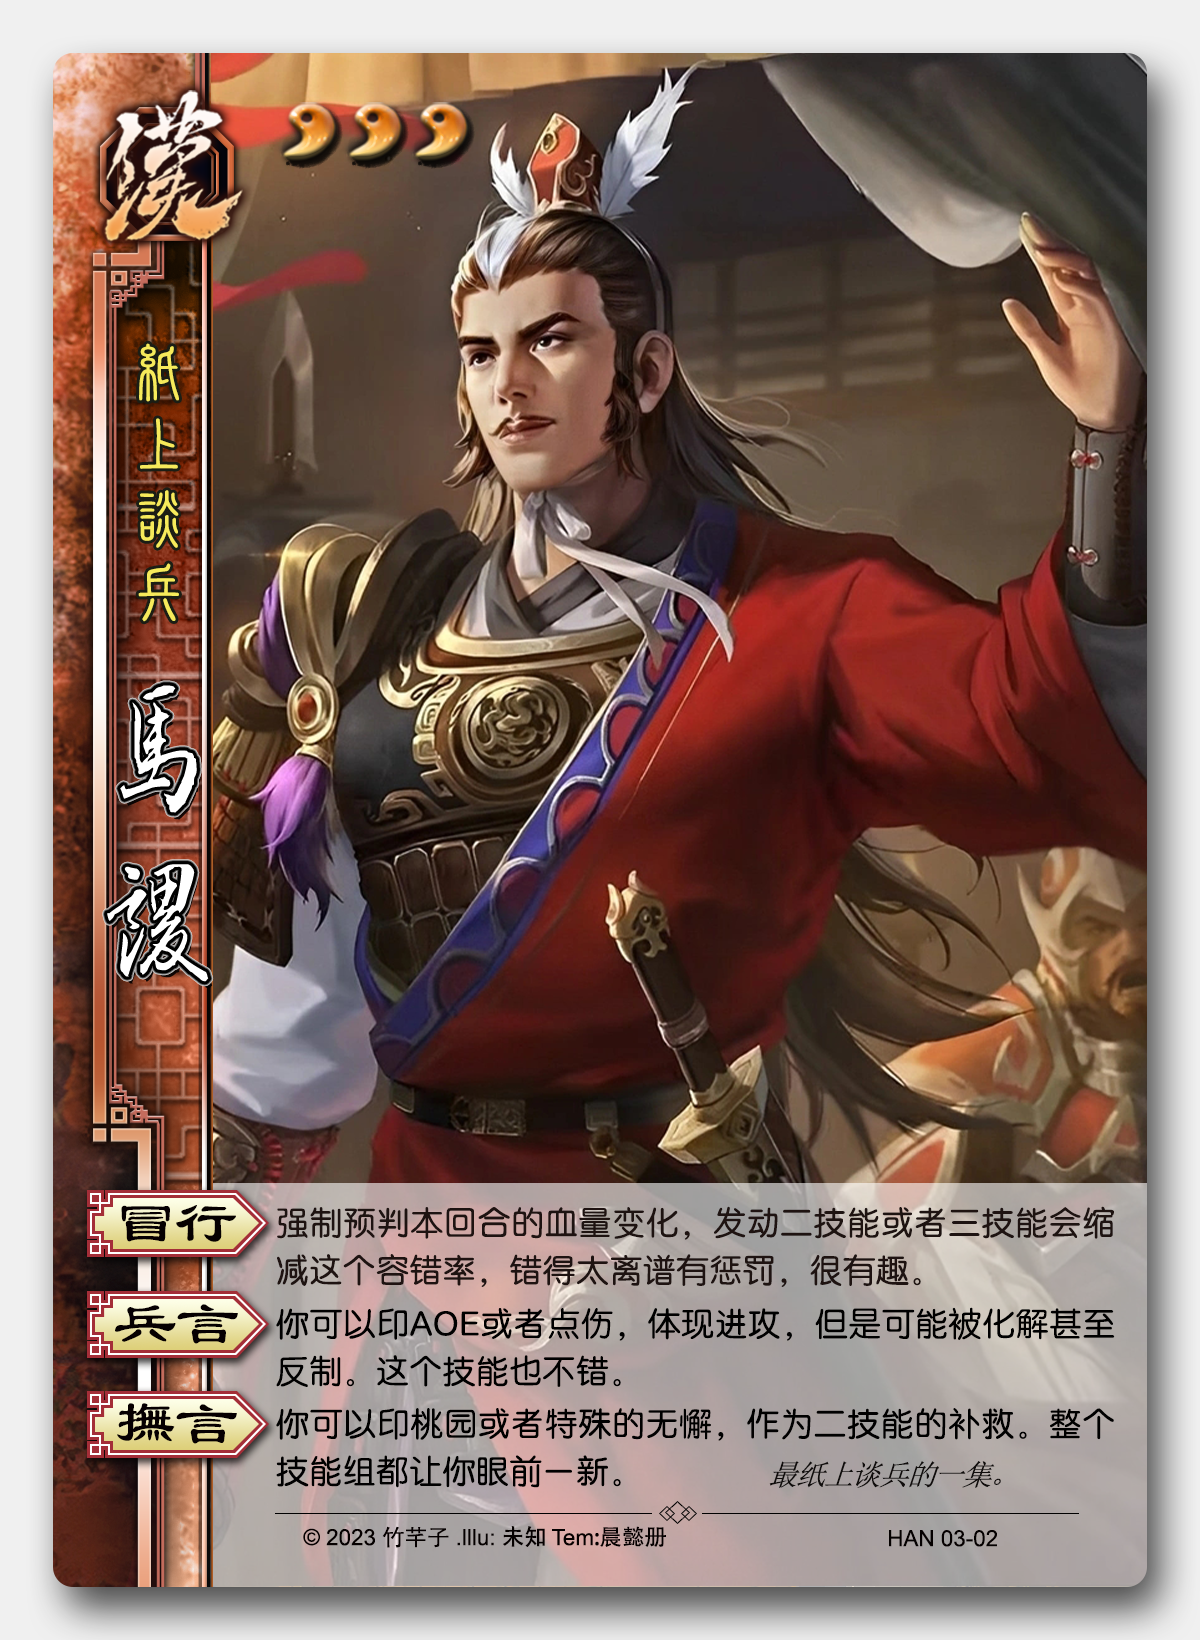 漢
紙上談兵
馬謖
冒行
强制预判本回合的血量变化，发动二技能或者三技能会缩
减这个容错率，错得太离谱有惩罚，很有趣。
兵言
你可以印AOE或者点伤，体现进攻，但是可能被化解甚至
反制。这个技能也不错。
撫言
你可以印桃园或者特殊的无懈，作为二技能的补救。整个
技能组都让你眼前一新。
最纸上谈兵的一集。
© 2023 竹芊子 .Illu: 未知 Tem:晨懿册
HAN 03-02